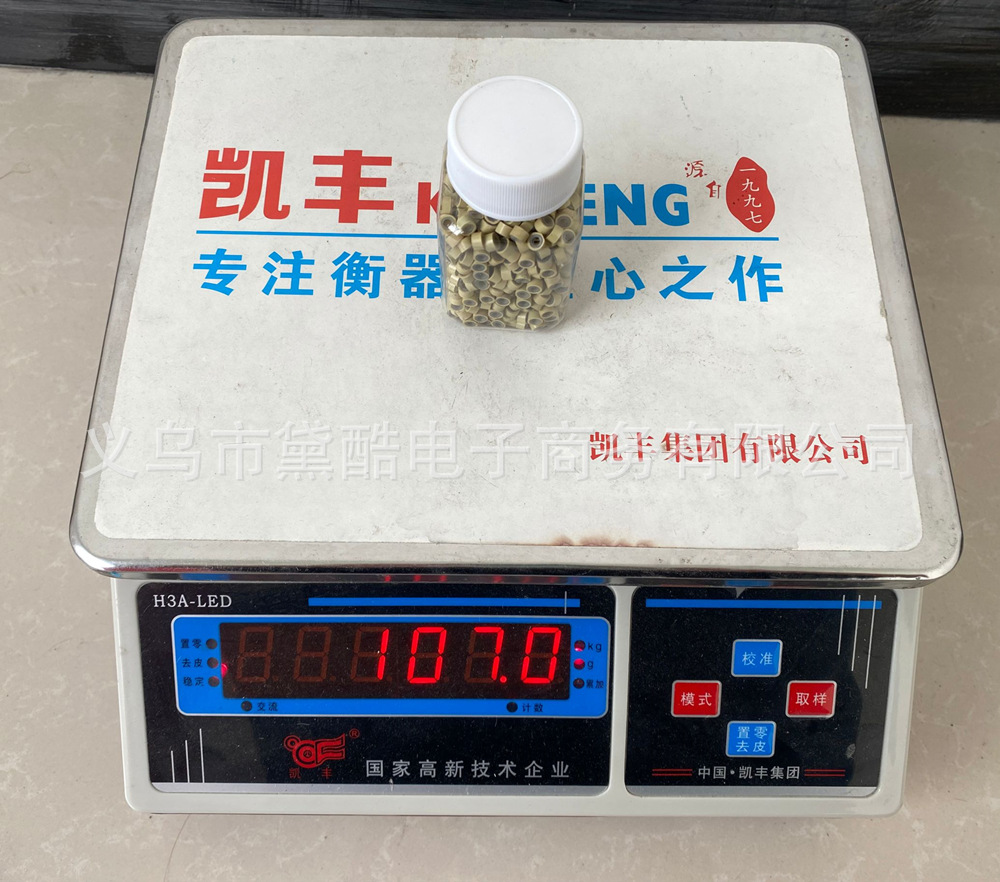 凯丰 K ENG 源自 一九九七
专注衡器 心之作
义乌市黛酷电子商务有限公司
凯丰集团有限公司
H3A-LED
置零
去皮
稳定
107.0
kg
g
累加
交流
计数
校准
模式
取样
置零
去皮
凯丰
®
国家高新技术企业
中国·凯丰集团